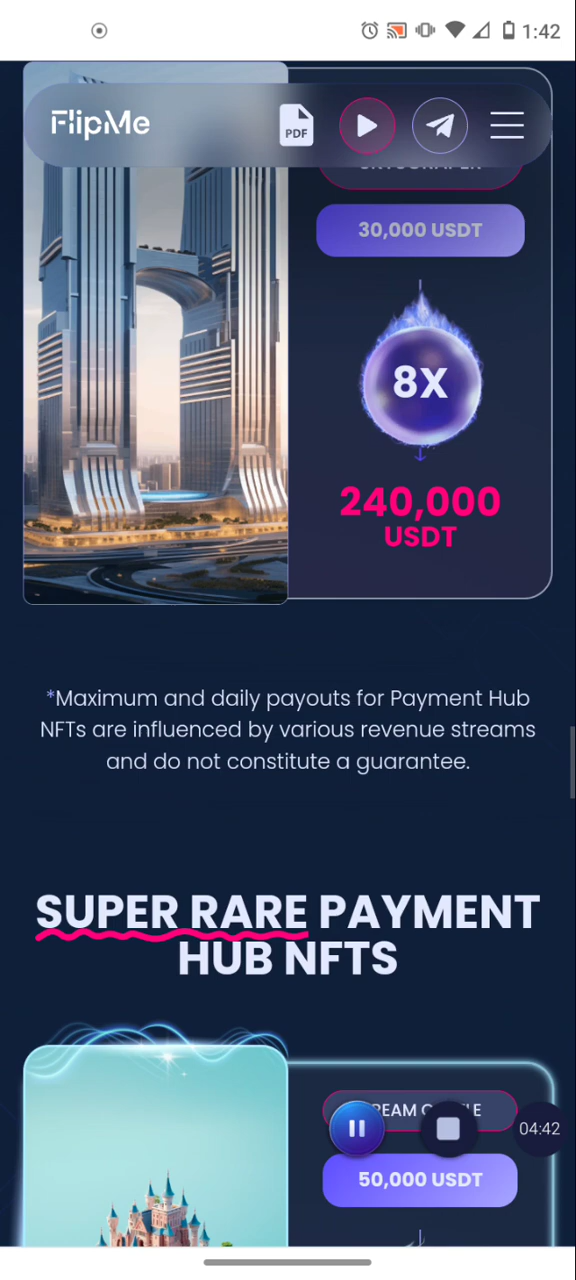 1:42
FlipMe
PDF
30,000 USDT
8X
240,000
USDT
*Maximum and daily payouts for Payment Hub
NFTs are influenced by various revenue streams
and do not constitute a guarantee.
SUPER RARE PAYMENT
HUB NFTS
04:42
50,000 USDT